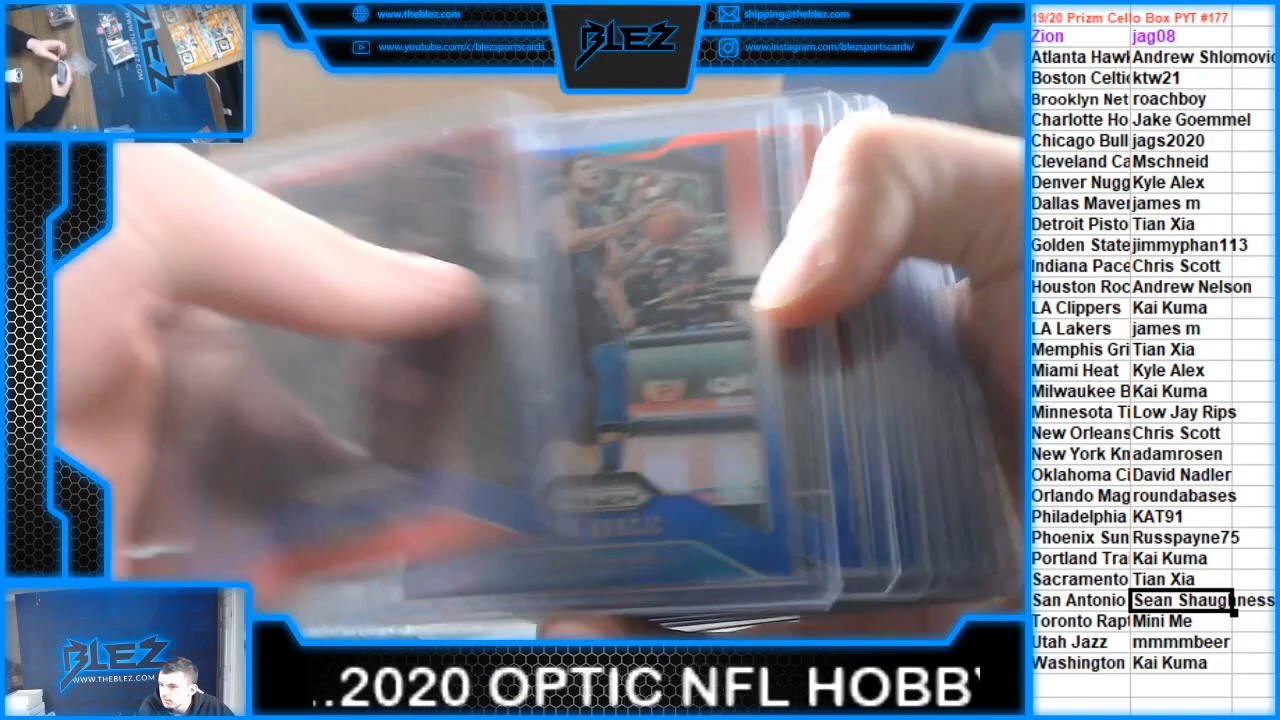 www.theblez.com
www.youtube.com/c/blezsportscards
BLEZ
shipping@theblez.com
www.instagram.com/blezsportscards/
19/20 Prizm Cello Box PYT #177
Zion jag08
Atlanta Hawk Andrew Shlomovic
Boston Celtic ktw21
Brooklyn Net roachboy
Charlotte Ho Jake Goemmel
Chicago Bull jags2020
Cleveland Ca Mschneid
Denver Nugg Kyle Alex
Dallas Maver james m
Detroit Pisto Tian Xia
Golden State jimmyphan113
Indiana Pace Chris Scott
Houston Roc Andrew Nelson
LA Clippers Kai Kuma
LA Lakers james m
Memphis Gri Tian Xia
Miami Heat Kyle Alex
Milwaukee B Kai Kuma
Minnesota Ti Low Jay Rips
New Orleans Chris Scott
New York Kn adamrosen
Oklahoma Ci David Nadler
Orlando Mag roundabases
Philadelphia KAT91
Phoenix Sun Russpayne75
Portland Tra Kai Kuma
Sacramento Tian Xia
San Antonio Sean Shaughness
Toronto Rapt Mini Me
Utah Jazz mmmmbeer
Washington Kai Kuma
BLEZ
WWW.THEBLEZ.COM
..2020 OPTIC NFL HOBBY